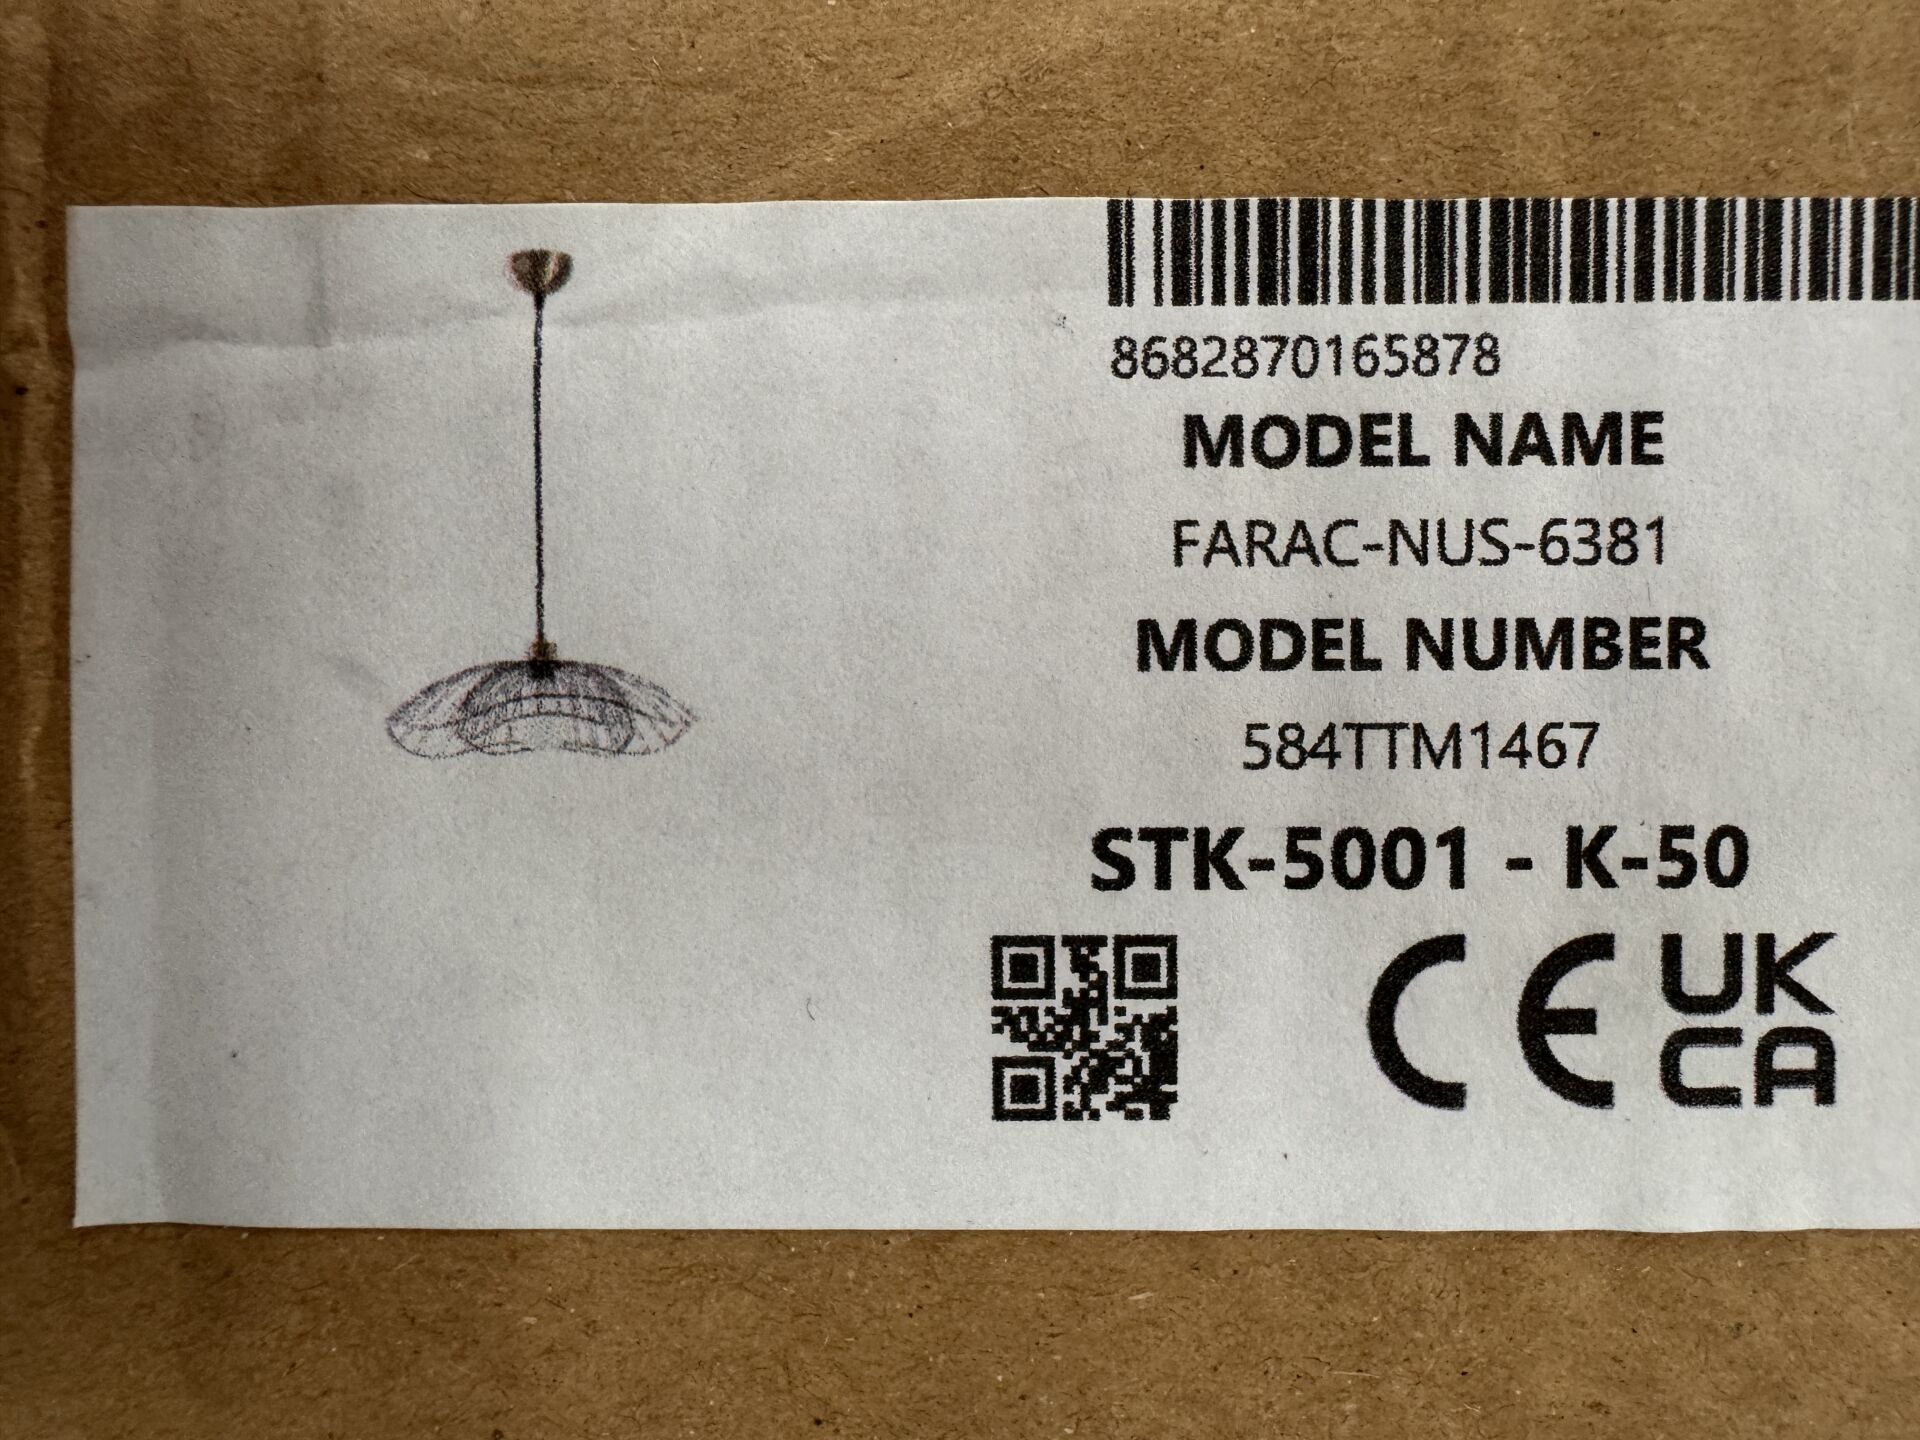 8682870165878
MODEL NAME
FARAC-NUS-6381
MODEL NUMBER
584TTM1467
STK-5001 - K-50
CE UK
CA